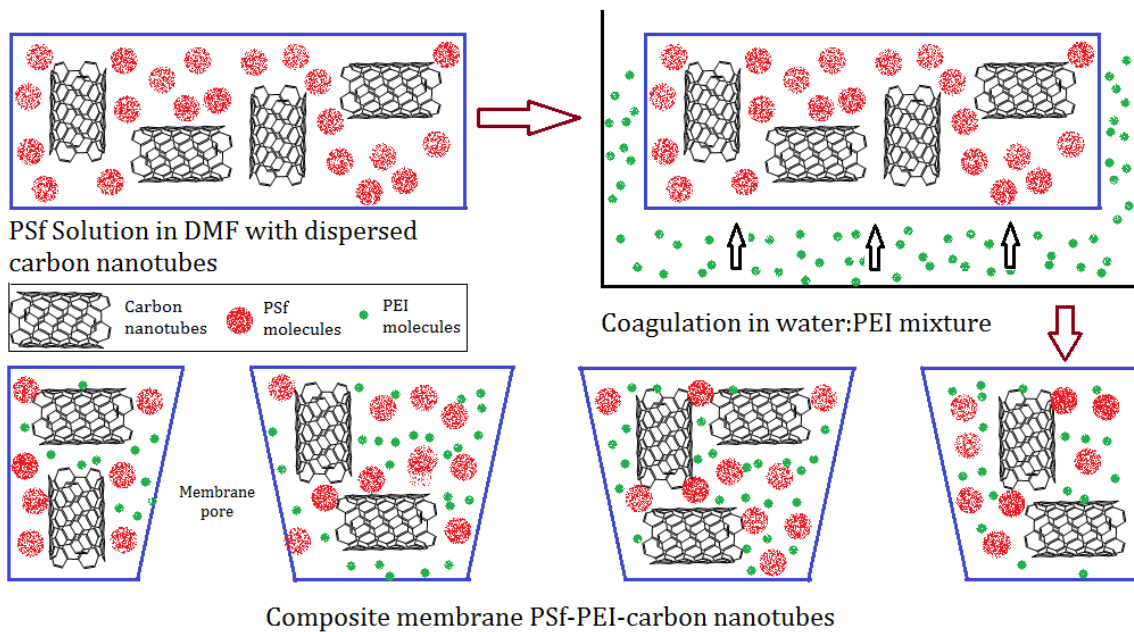 PSf Solution in DMF with dispersed
carbon nanotubes
Carbon
nanotubes
PSf
molecules
PEI
molecules
Coagulation in water:PEI mixture
Membrane
pore
Composite membrane PSf-PEI-carbon nanotubes